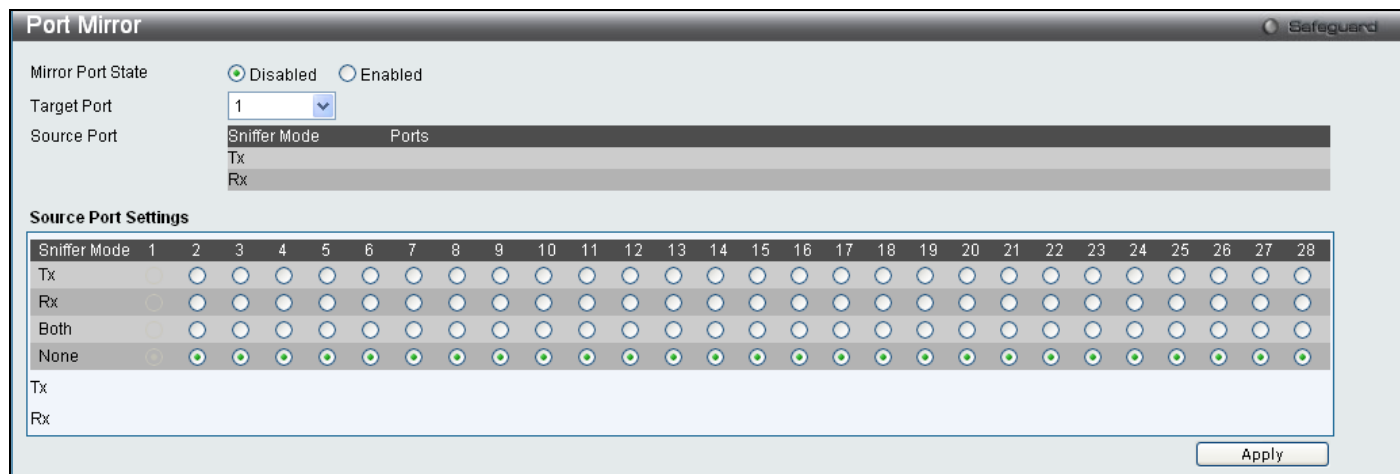 Port Mirror Safeguard
Mirror Port State Disabled Enabled
Target Port 1
Source Port Sniffer Mode Ports
Tx
Rx
Source Port Settings
Sniffer Mode 1 2 3 4 5 6 7 8 9 10 11 12 13 14 15 16 17 18 19 20 21 22 23 24 25 26 27 28
Tx
Rx
Both
None
Tx
Rx
Apply